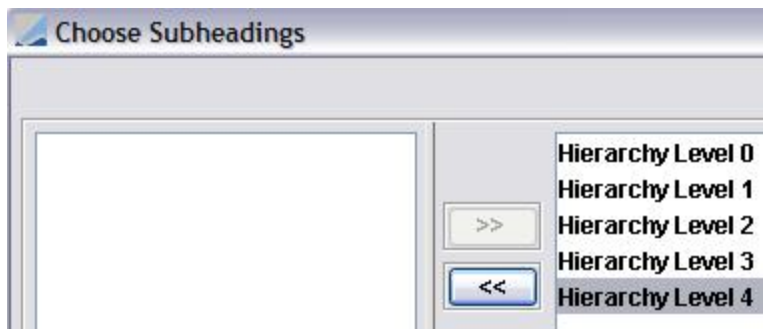 Choose Subheadings
Hierarchy Level 0
Hierarchy Level 1
Hierarchy Level 2
>>
Hierarchy Level 3
<<
Hierarchy Level 4